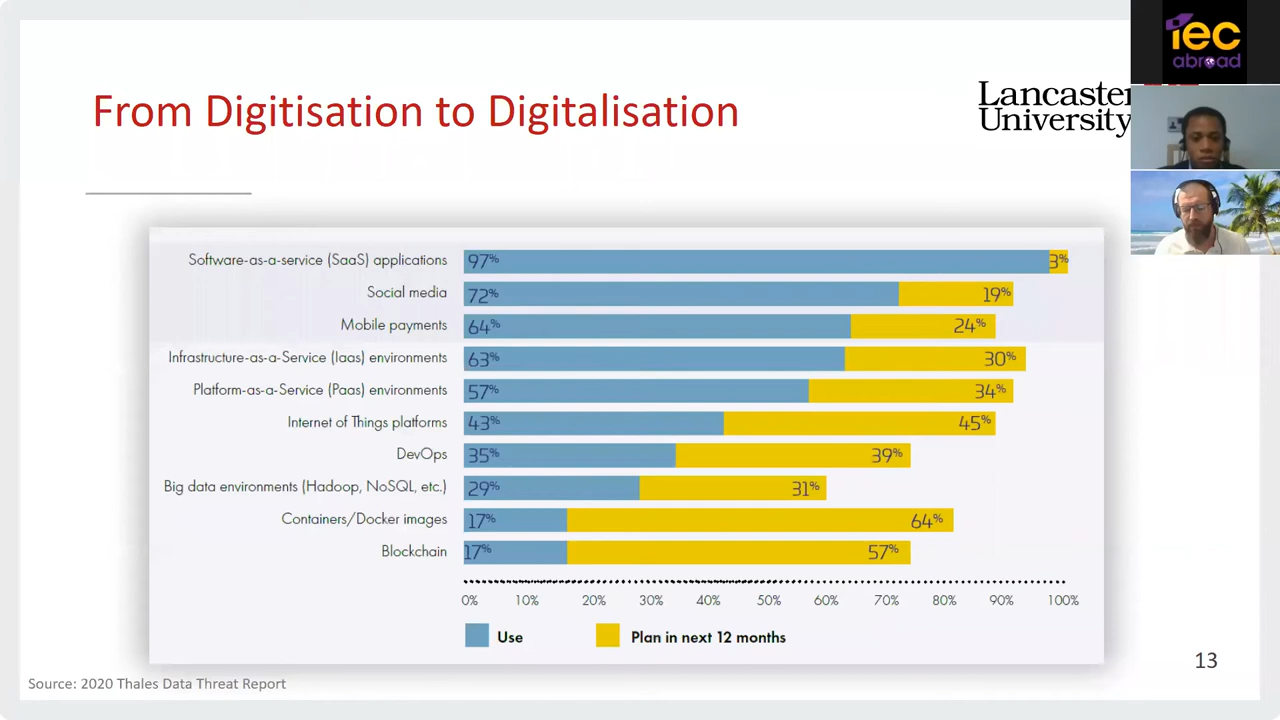 From Digitisation to Digitalisation
Lancaster
University
iec
abroad
Software-as-a-service (SaaS) applications 97% 3%
Social media 72% 19%
Mobile payments 64% 24%
Infrastructure-as-a-Service (Iaas) environments 63% 30%
Platform-as-a-Service (Paas) environments 57% 34%
Internet of Things platforms 43% 45%
DevOps 35% 39%
Big data environments (Hadoop, NoSQL, etc.) 29% 31%
Containers/Docker images 17% 64%
Blockchain 17% 57%
0% 10% 20% 30% 40% 50% 60% 70% 80% 90% 100%
Use Plan in next 12 months
13
Source: 2020 Thales Data Threat Report